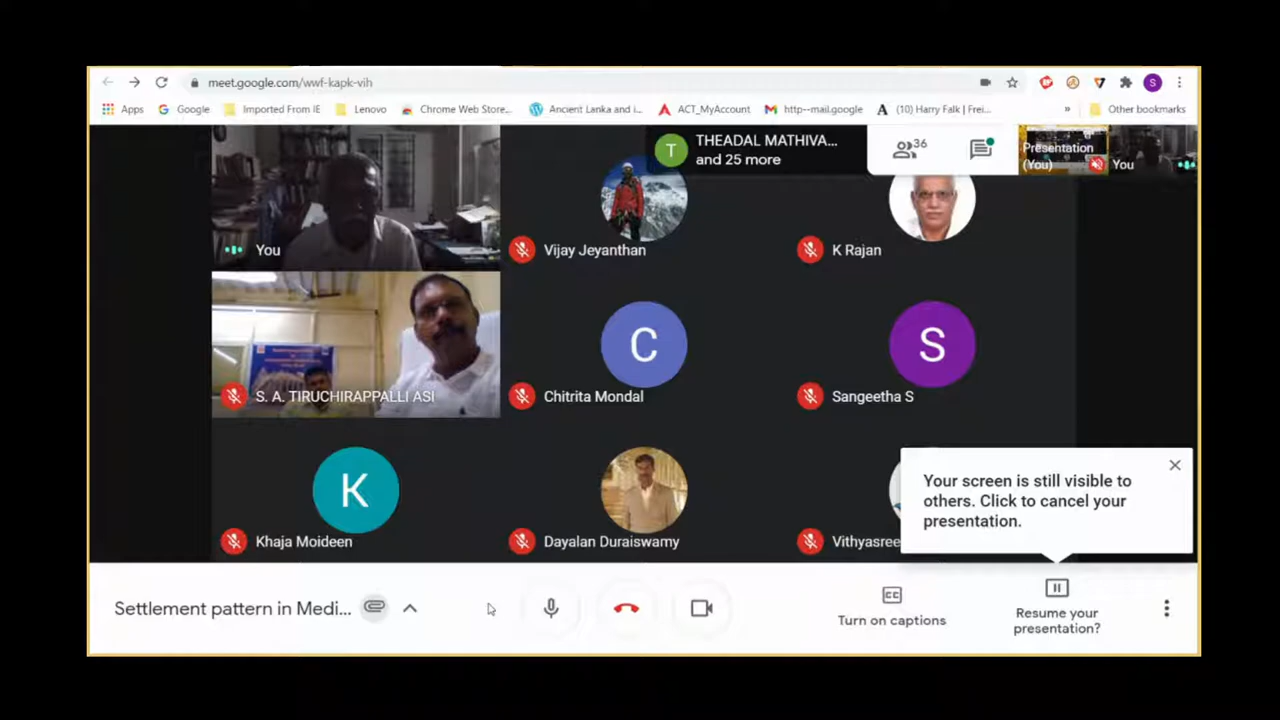 meet.google.com/wwf-kapk-vih
S
Apps Google Imported From IE Lenovo Chrome Web Store... Ancient Lanka and i... ACT_MyAccount http--mail.google A (10) Harry Falk | Frei... » Other bookmarks
T THEADAL MATHIVA...
and 25 more
36
Presentation
(You)
You
You
Vijay Jeyanthan
K Rajan
S. A. TIRUCHIRAPPALLI ASI
C
Chitrita Mondal
S
Sangeetha S
K
Khaja Moideen
Dayalan Duraiswamy
Vithyasree
Your screen is still visible to
others. Click to cancel your
presentation.
Settlement pattern in Medi...
CC
Turn on captions
Resume your
presentation?